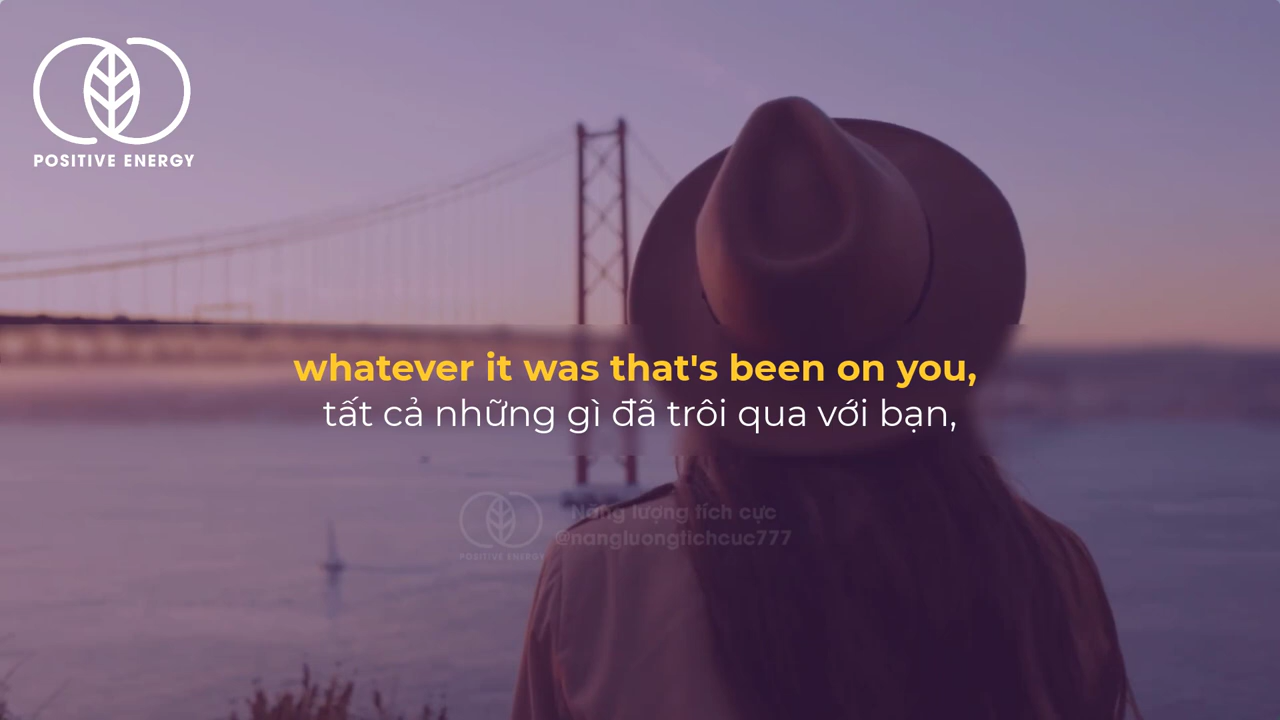 POSITIVE ENERGY
whatever it was that's been on you,
tất cả những gì đã trôi qua với bạn,
Năng lượng tích cực
@nangluongtichcuc777
POSITIVE ENERGY